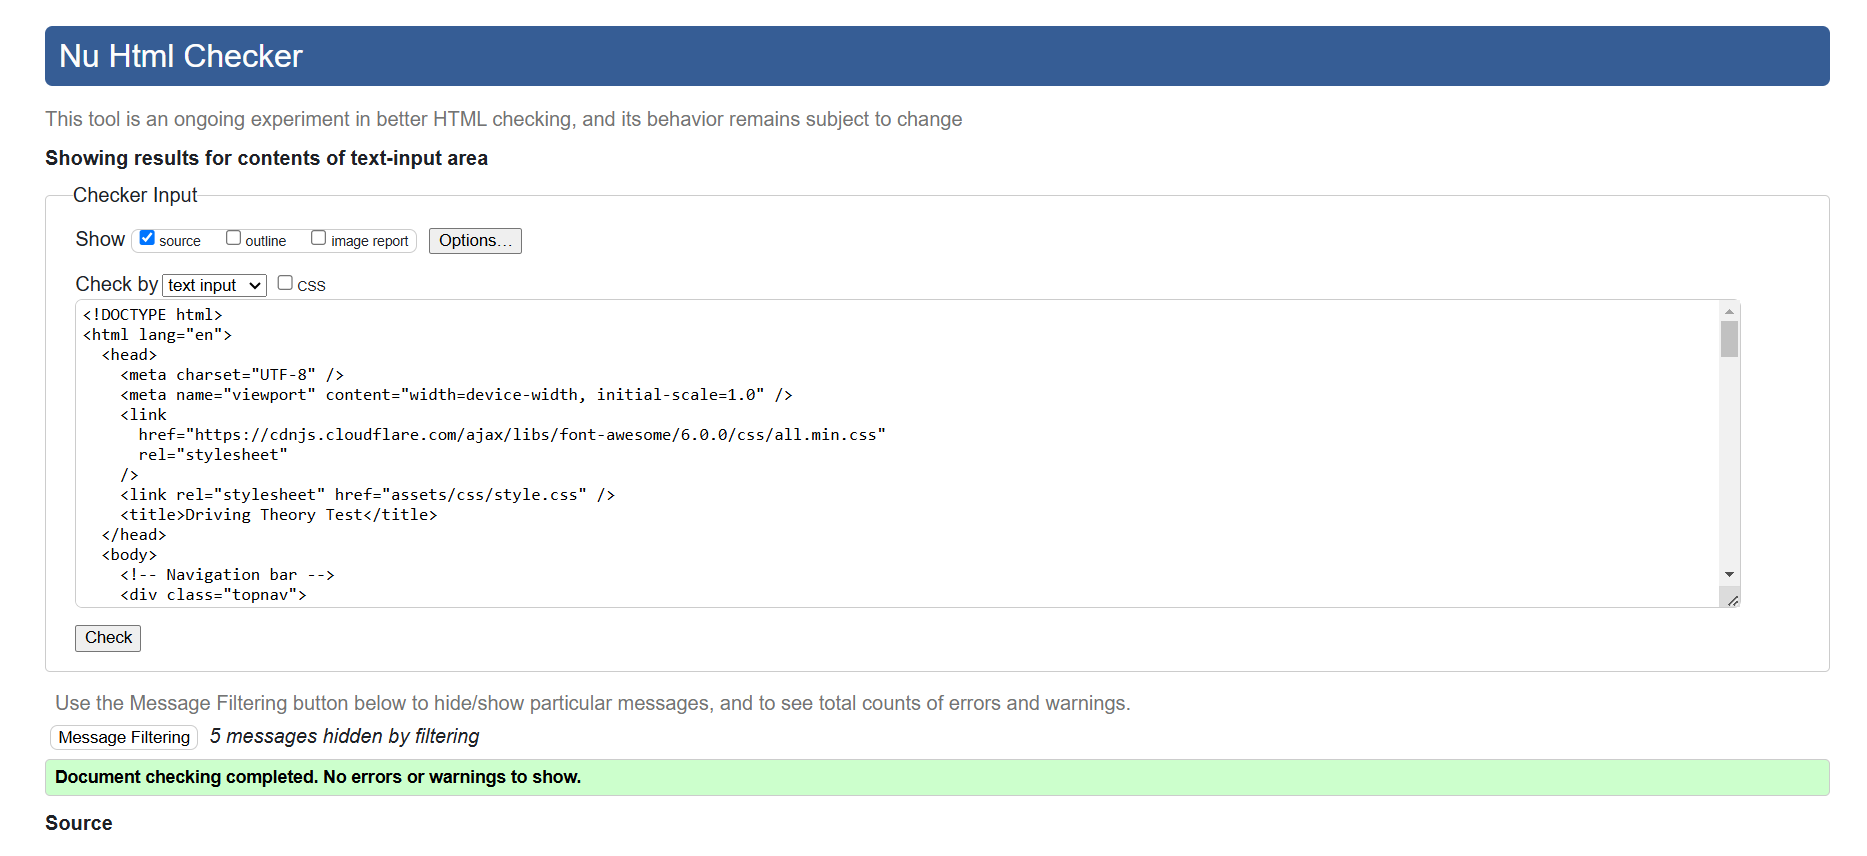 Nu Html Checker
This tool is an ongoing experiment in better HTML checking, and its behavior remains subject to change
Showing results for contents of text-input area
Checker Input
Show source outline image report Options...
Check by text input CSS
<!DOCTYPE html>
<html lang="en">
  <head>
    <meta charset="UTF-8" />
    <meta name="viewport" content="width=device-width, initial-scale=1.0" />
    <link
      href="https://cdnjs.cloudflare.com/ajax/libs/font-awesome/6.0.0/css/all.min.css"
      rel="stylesheet"
    />
    <link rel="stylesheet" href="assets/css/style.css" />
    <title>Driving Theory Test</title>
  </head>
  <body>
    <!-- Navigation bar -->
    <div class="topnav">
Check
Use the Message Filtering button below to hide/show particular messages, and to see total counts of errors and warnings.
Message Filtering 5 messages hidden by filtering
Document checking completed. No errors or warnings to show.
Source